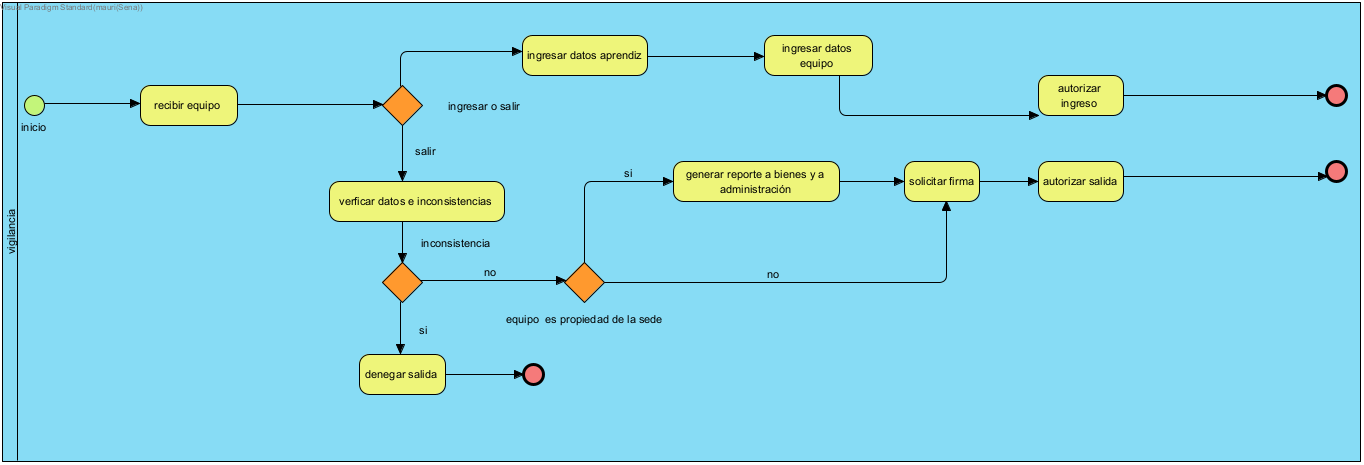 Visual Paradigm Standard(mauri(Sena))
vigilancia
inicio
recibir equipo
ingresar o salir
ingresar datos aprendiz
ingresar datos
equipo
autorizar
ingreso
salir
verficar datos e inconsistencias
inconsistencia
no
si
denegar salida
equipo es propiedad de la sede
si
generar reporte a bienes y a
administración
no
solicitar firma
autorizar salida